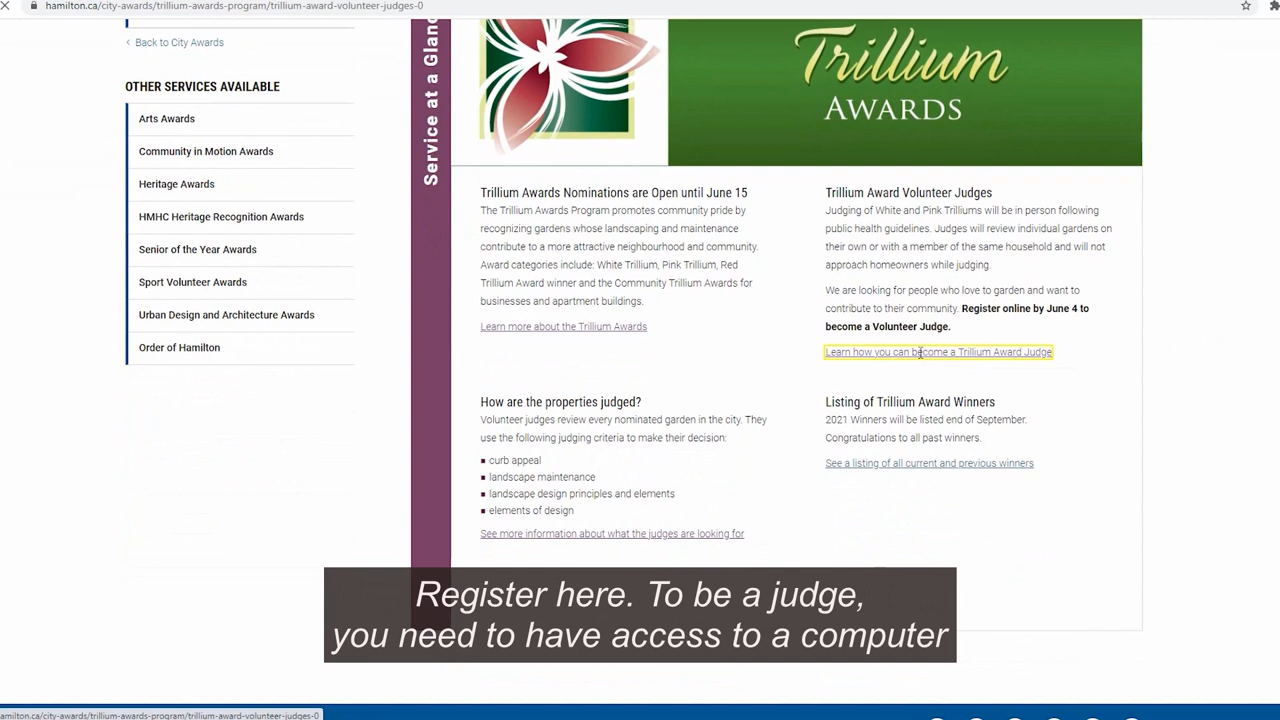 hamilton.ca/city-awards/trillium-awards-program/trillium-award-volunteer-judges-0
Back to City Awards
OTHER SERVICES AVAILABLE
Arts Awards
Community in Motion Awards
Heritage Awards
HMHC Heritage Recognition Awards
Senior of the Year Awards
Sport Volunteer Awards
Urban Design and Architecture Awards
Order of Hamilton
Service at a Glanc
Trillium
AWARDS
Trillium Awards Nominations are Open until June 15
The Trillium Awards Program promotes community pride by
recognizing gardens whose landscaping and maintenance
contribute to a more attractive neighbourhood and community.
Award categories include: White Trillium, Pink Trillium, Red
Trillium Award winner and the Community Trillium Awards for
businesses and apartment buildings.
Learn more about the Trillium Awards
Trillium Award Volunteer Judges
Judging of White and Pink Trilliums will be in person following
public health guidelines. Judges will review individual gardens on
their own or with a member of the same household and will not
approach homeowners while judging.
We are looking for people who love to garden and want to
contribute to their community. Register online by June 4 to
become a Volunteer Judge.
Learn how you can become a Trillium Award Judge
How are the properties judged?
Volunteer judges review every nominated garden in the city. They
use the following judging criteria to make their decision:
curb appeal
landscape maintenance
landscape design principles and elements
elements of design
See more information about what the judges are looking for
Listing of Trillium Award Winners
2021 Winners will be listed end of September.
Congratulations to all past winners.
See a listing of all current and previous winners
Register here. To be a judge,
you need to have access to a computer
amilton.ca/city-awards/trillium-awards-program/trillium-award-volunteer-judges-0